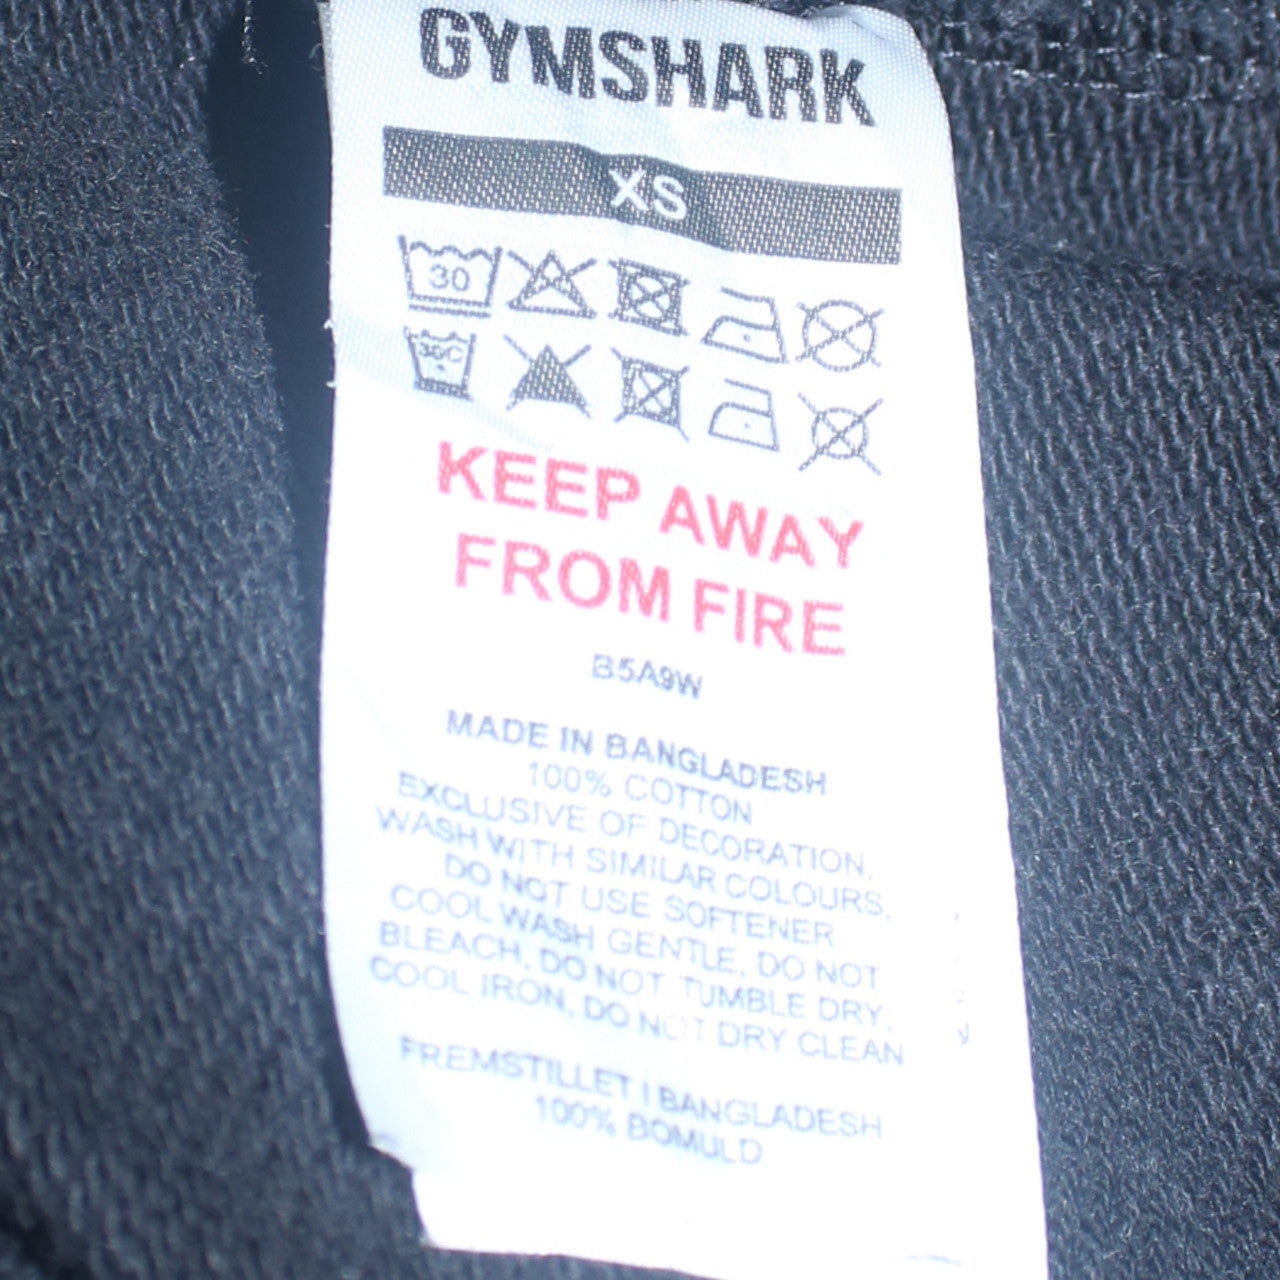 GYMSHARK
XS
30
30C
KEEP AWAY
FROM FIRE
B5A9W
MADE IN BANGLADESH
100% COTTON
EXCLUSIVE OF DECORATION,
WASH WITH SIMILAR COLOURS,
DO NOT USE SOFTENER
COOL WASH GENTLE, DO NOT
BLEACH, DO NOT TUMBLE DRY,
COOL IRON, DO NOT DRY CLEAN
FREMSTILLET I BANGLADESH
100% BOMULD